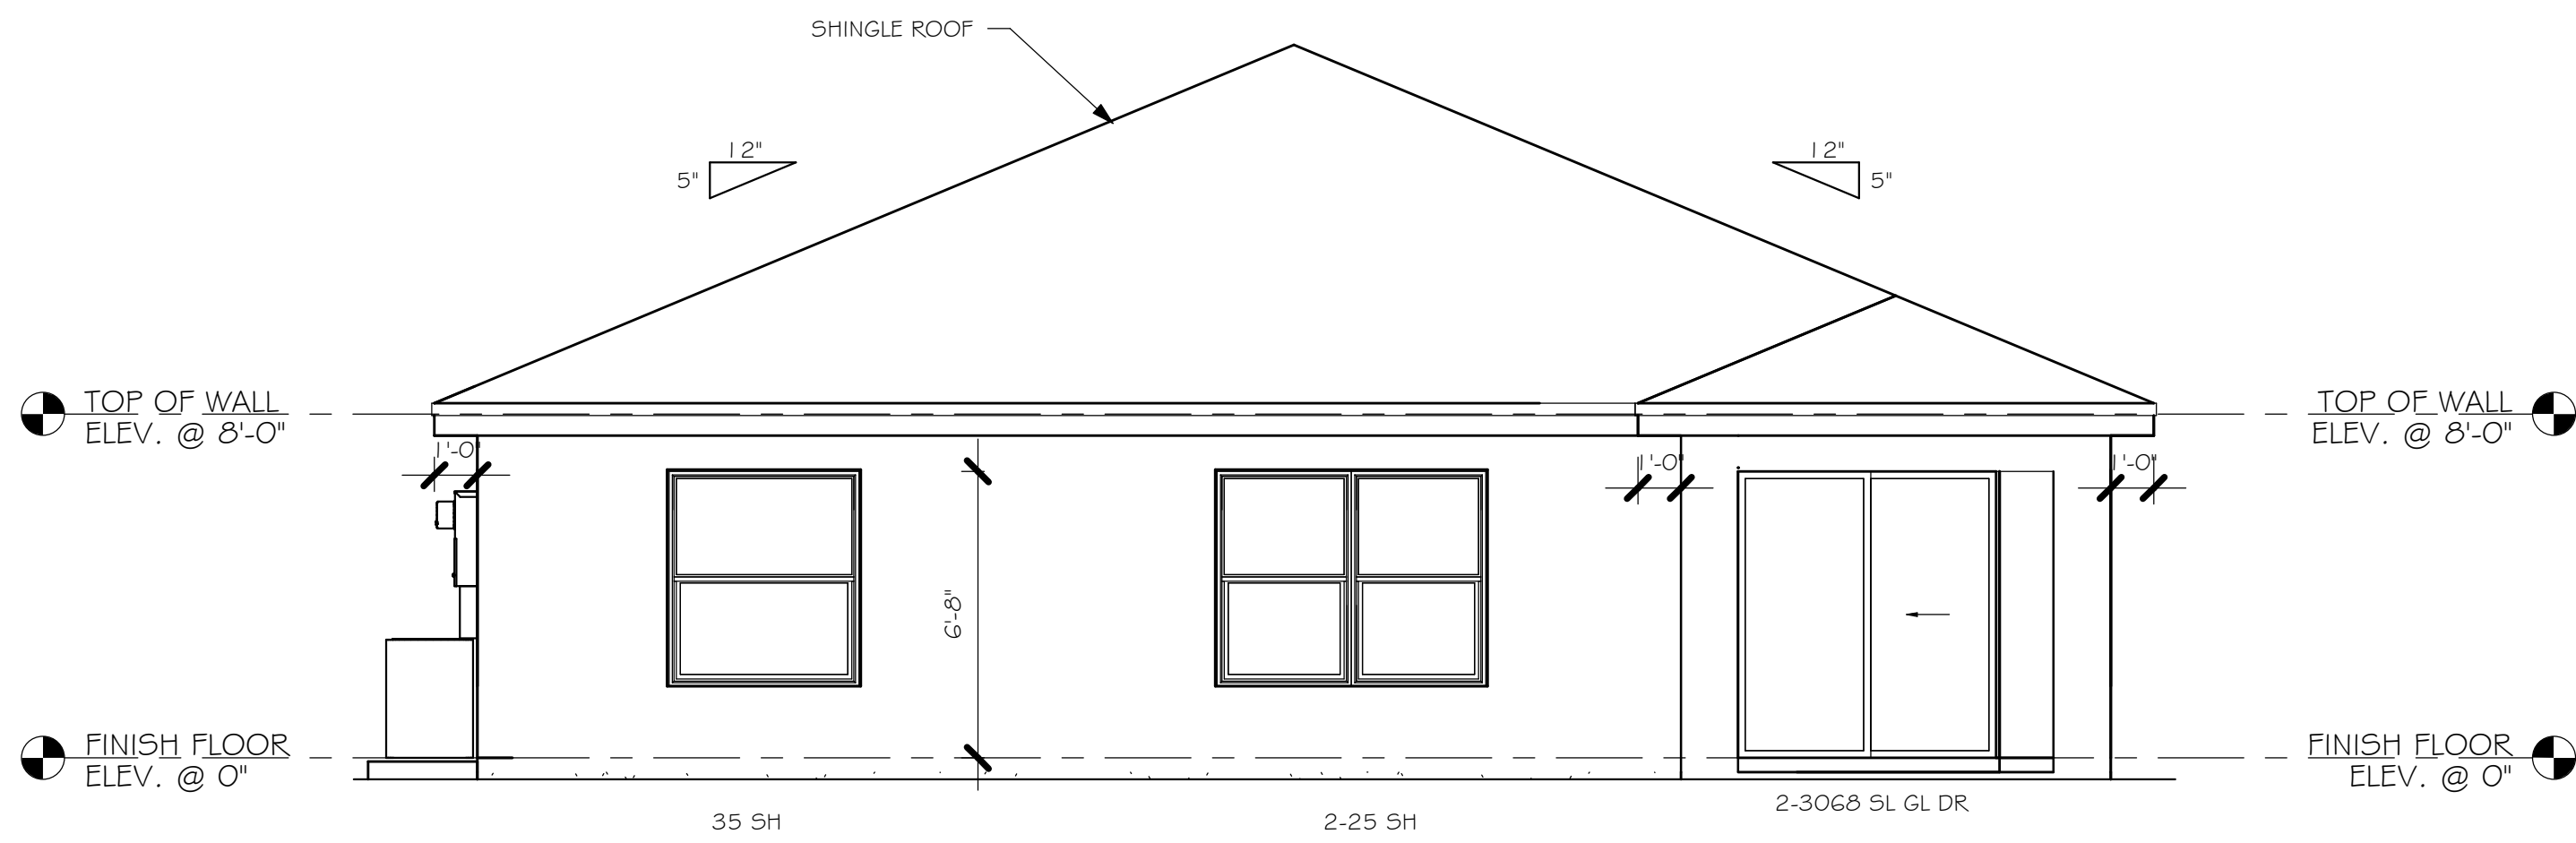 SHINGLE ROOF
12"
5"
12"
5"
TOP OF WALL
ELEV. @ 8'-0"
TOP OF WALL
ELEV. @ 8'-0"
1'-0"
1'-0"
1'-0"
6'-8"
FINISH FLOOR
ELEV. @ 0"
FINISH FLOOR
ELEV. @ 0"
35 SH
2-25 SH
2-3068 SL GL DR